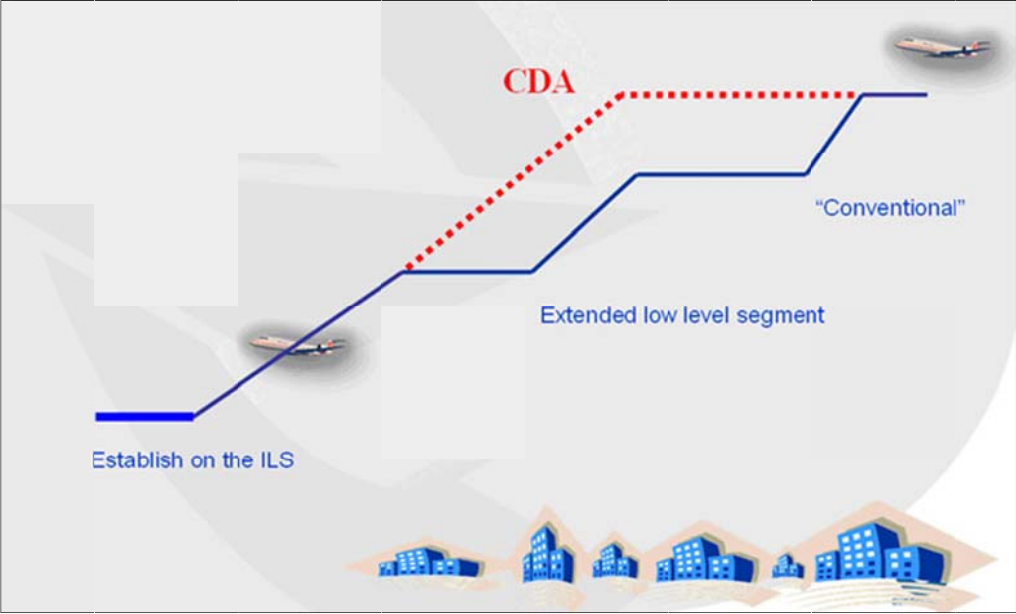 CDA
“Conventional”
Extended low level segment
Establish on the ILS